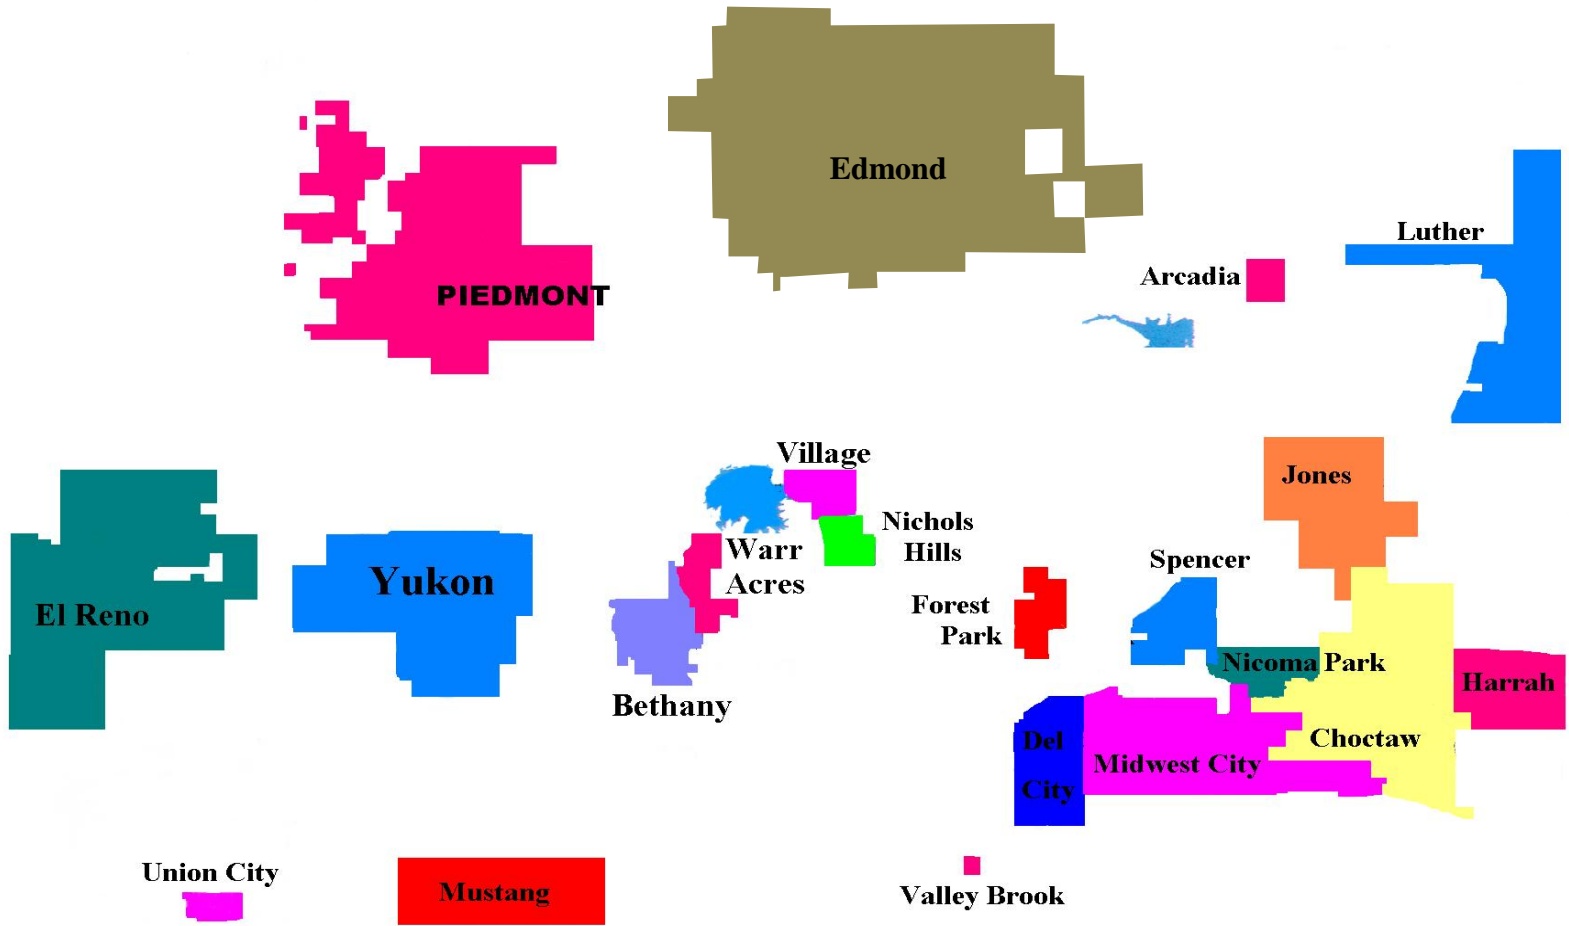 Edmond
Luther
Arcadia
PIEDMONT
Village
Jones
Nichols
Hills
Warr
Acres
Spencer
Yukon
El Reno
Forest
Park
Nicoma Park
Harrah
Bethany
Del
City
Midwest City
Choctaw
Union City
Mustang
Valley Brook